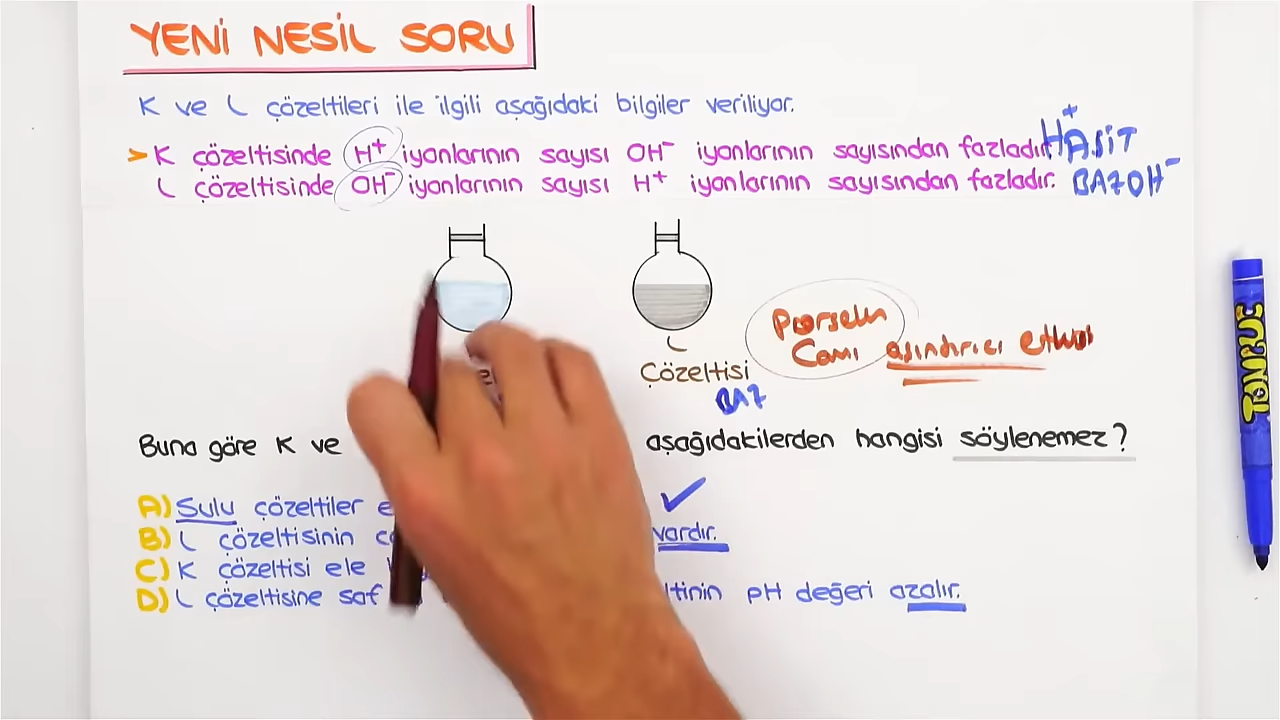 YENİ NESİL SORU
K ve L çözeltileri ile ilgili aşağıdaki bilgiler veriliyor.
K çözeltisinde H⁺ iyonlarının sayısı OH⁻ iyonlarının sayısından fazladır. H⁺ ASİT
L çözeltisinde OH⁻ iyonlarının sayısı H⁺ iyonlarının sayısından fazladır. BAZ OH⁻
Porselen
Camı aşındırıcı etkisi
L
Çözeltisi
BAZ
Buna göre K ve aşağıdakilerden hangisi söylenemez?
A) Sulu çözeltiler ✓
B) L çözeltisinin vardır.
C) K çözeltisi ele
D) L çözeltisine saf pH değeri azalır.